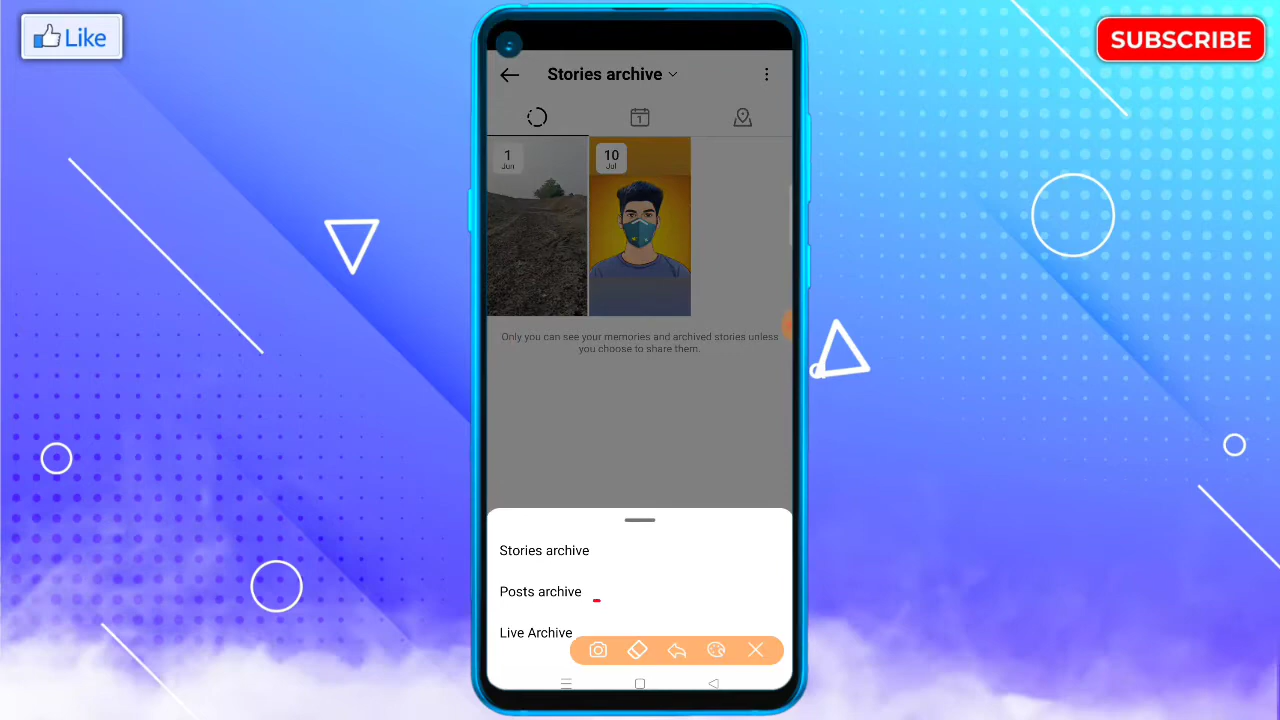 Like
SUBSCRIBE
Stories archive
1
1
Jun
10
Jul
Only you can see your memories and archived stories unless
you choose to share them.
Stories archive
Posts archive
Live Archive